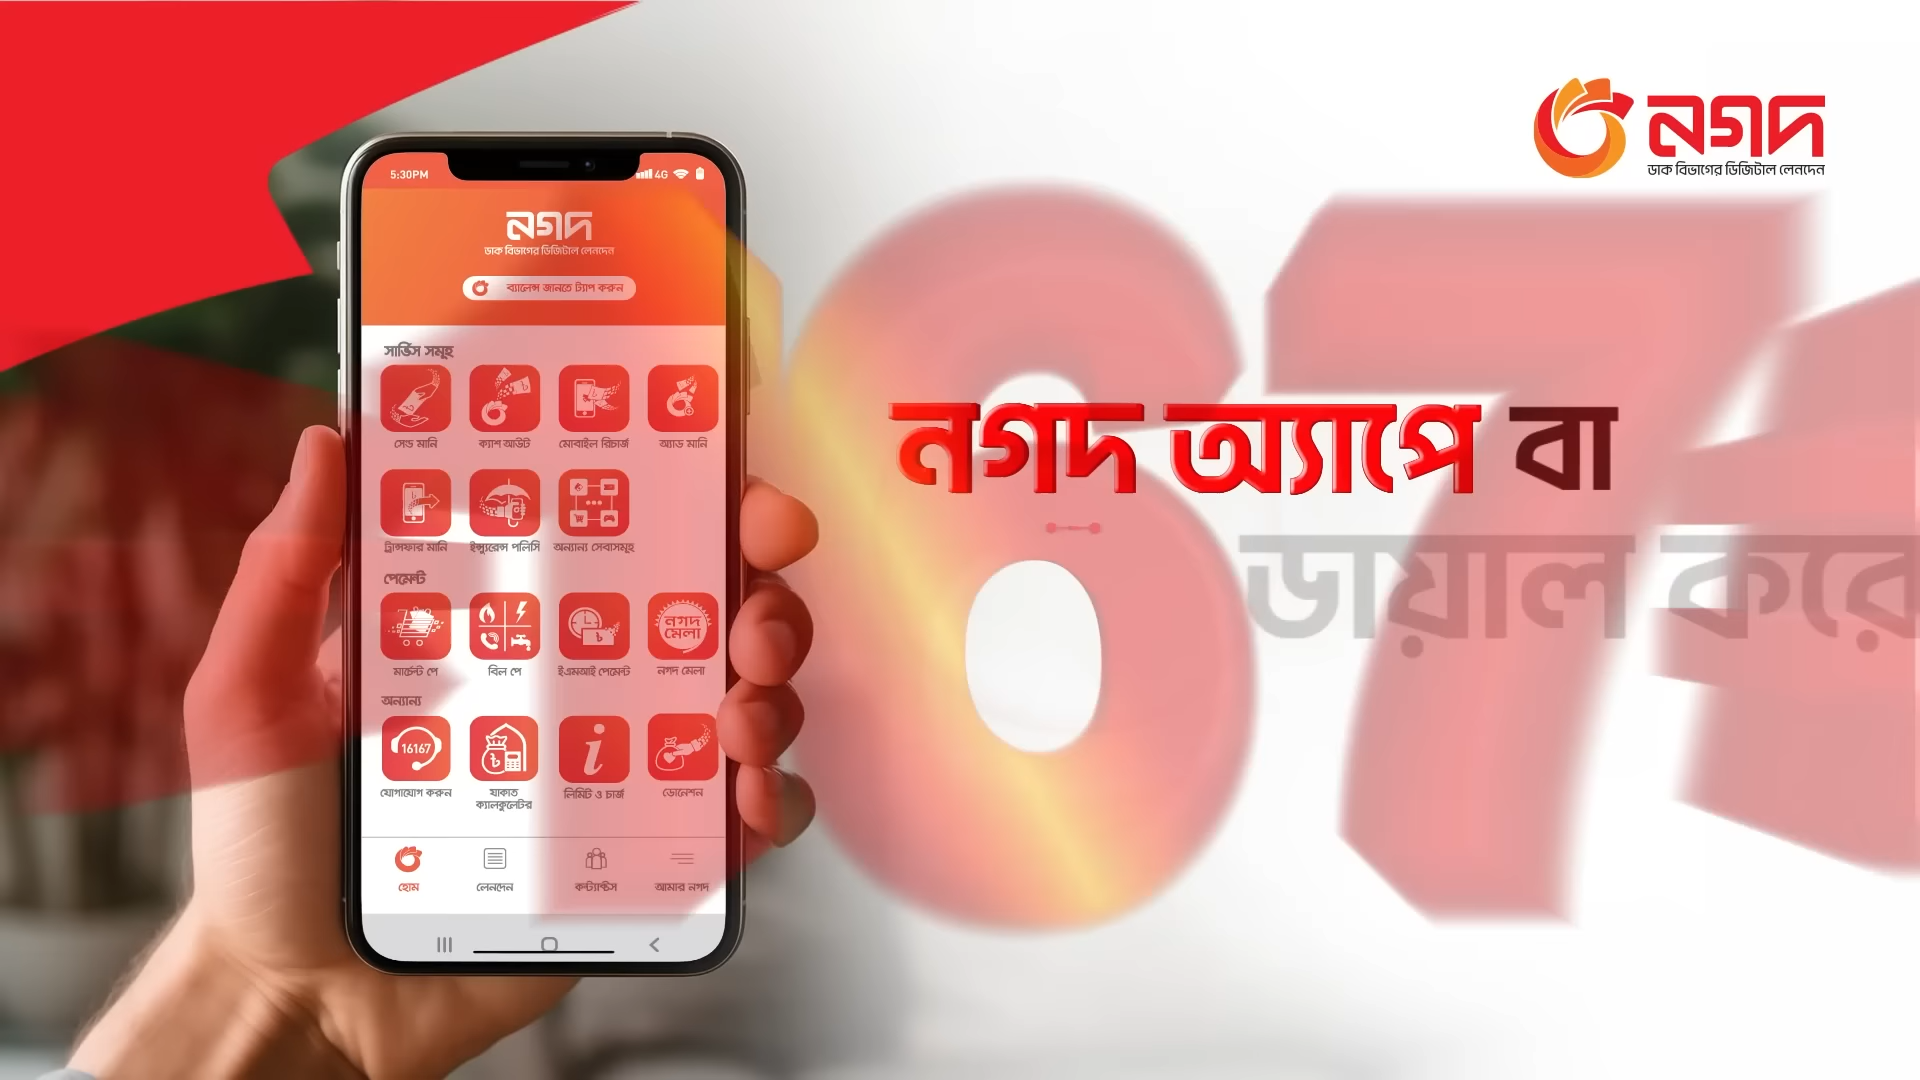 নগদ
ডাক বিভাগের ডিজিটাল লেনদেন
5:30PM
4G
নগদ
ডাক বিভাগের ডিজিটাল লেনদেন
ব্যালেন্স জানতে ট্যাপ করুন
সার্ভিস সমূহ
সেন্ড মানি ক্যাশ আউট মোবাইল রিচার্জ অ্যাড মানি
ট্রান্সফার মানি ইন্স্যুরেন্স পলিসি অন্যান্য সেবাসমূহ
পেমেন্ট
নগদ
মেলা
মার্চেন্ট পে বিল পে ইএমআই পেমেন্ট নগদ মেলা
অন্যান্য
16167
যোগাযোগ করুন যাকাত ক্যালকুলেটর লিমিট ও চার্জ ডোনেশন
হোম লেনদেন কন্ট্যাক্টস আমার নগদ
নগদ অ্যাপে বা
ডায়াল করে
67